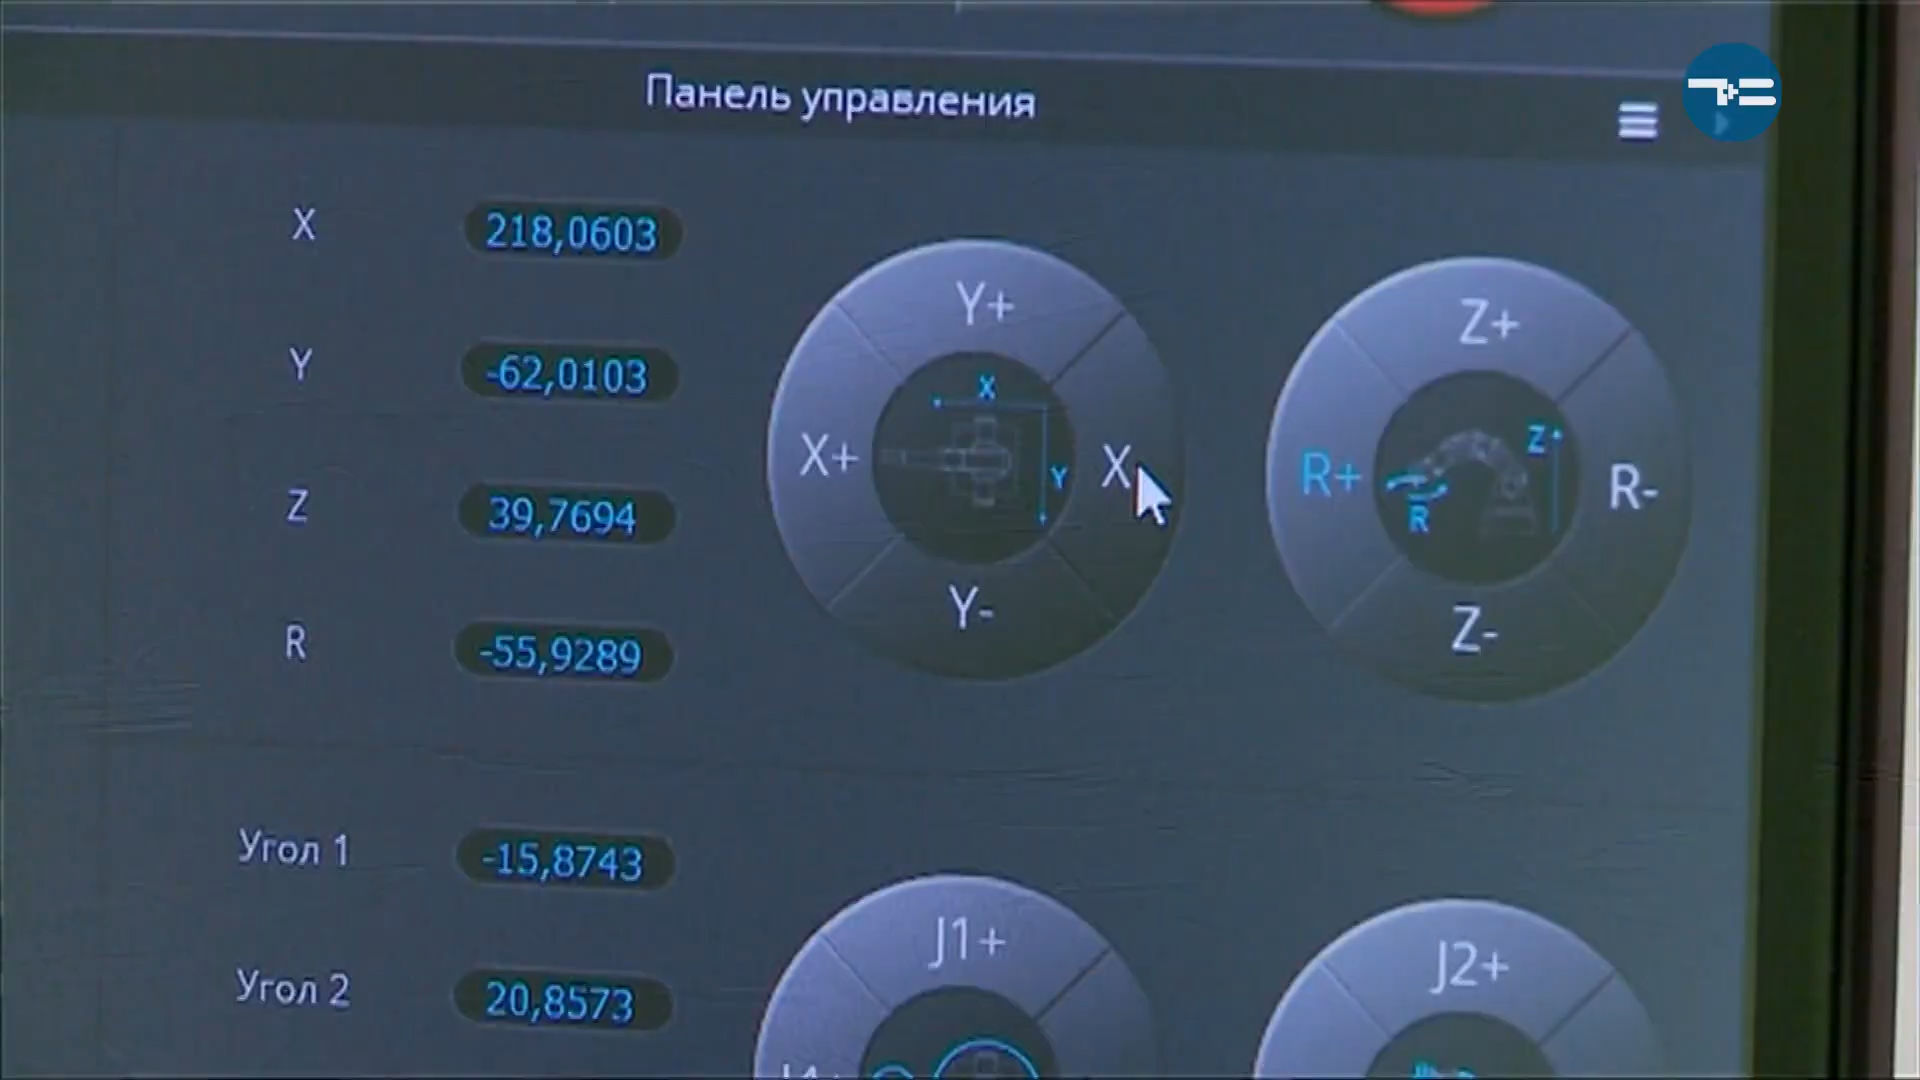 Панель управления
X 218,0603
Y -62,0103
Z 39,7694
R -55,9289
Y+
X+
X
Y-
X
Y
Z+
R+
R-
Z-
Z
R
Угол 1 -15,8743
Угол 2 20,8573
J1+
J2+